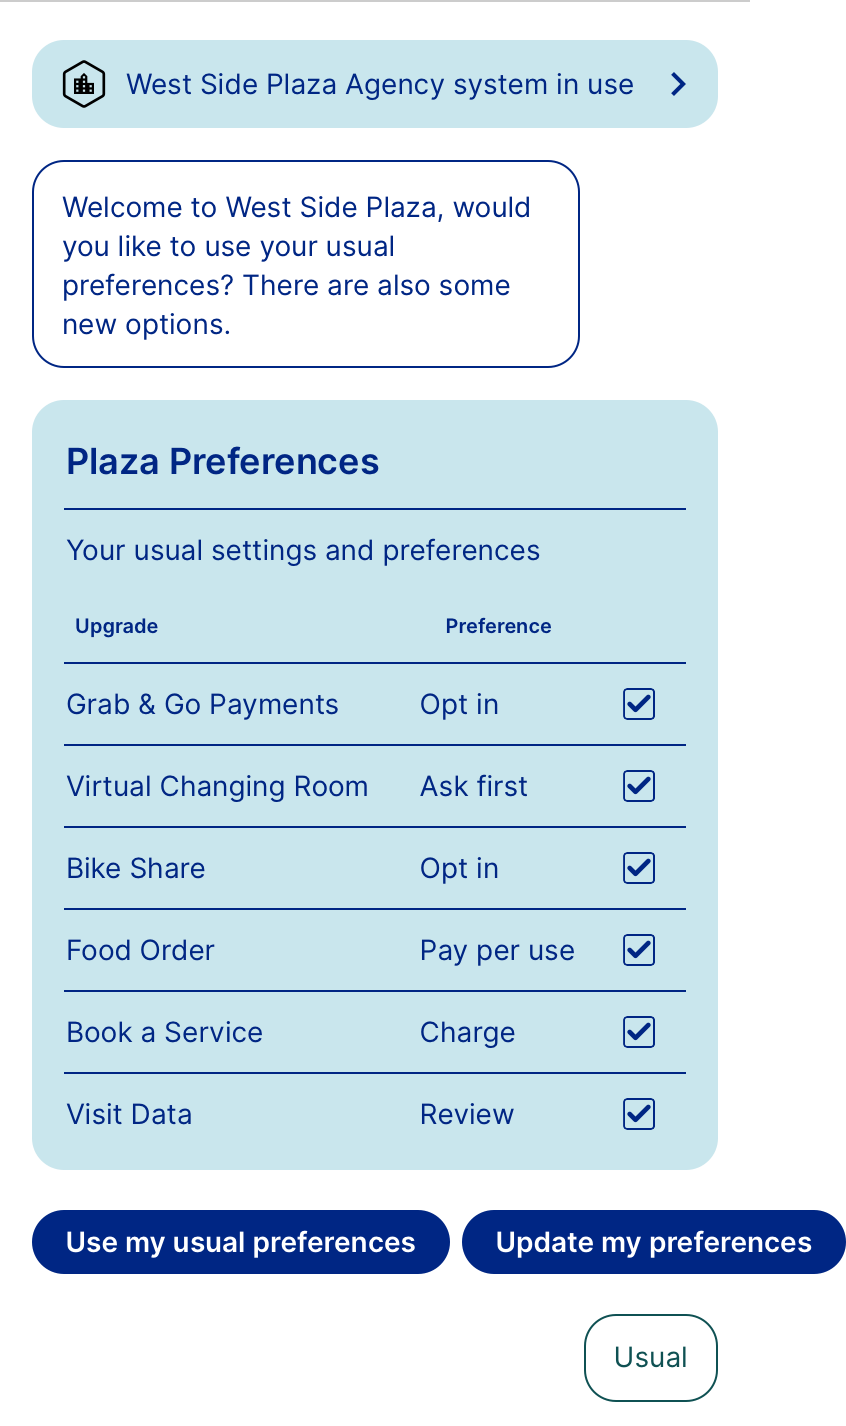 West Side Plaza Agency system in use
Welcome to West Side Plaza, would
you like to use your usual
preferences? There are also some
new options.
Plaza Preferences
Your usual settings and preferences
Upgrade Preference
Grab & Go Payments Opt in
Virtual Changing Room Ask first
Bike Share Opt in
Food Order Pay per use
Book a Service Charge
Visit Data Review
Use my usual preferences Update my preferences
Usual